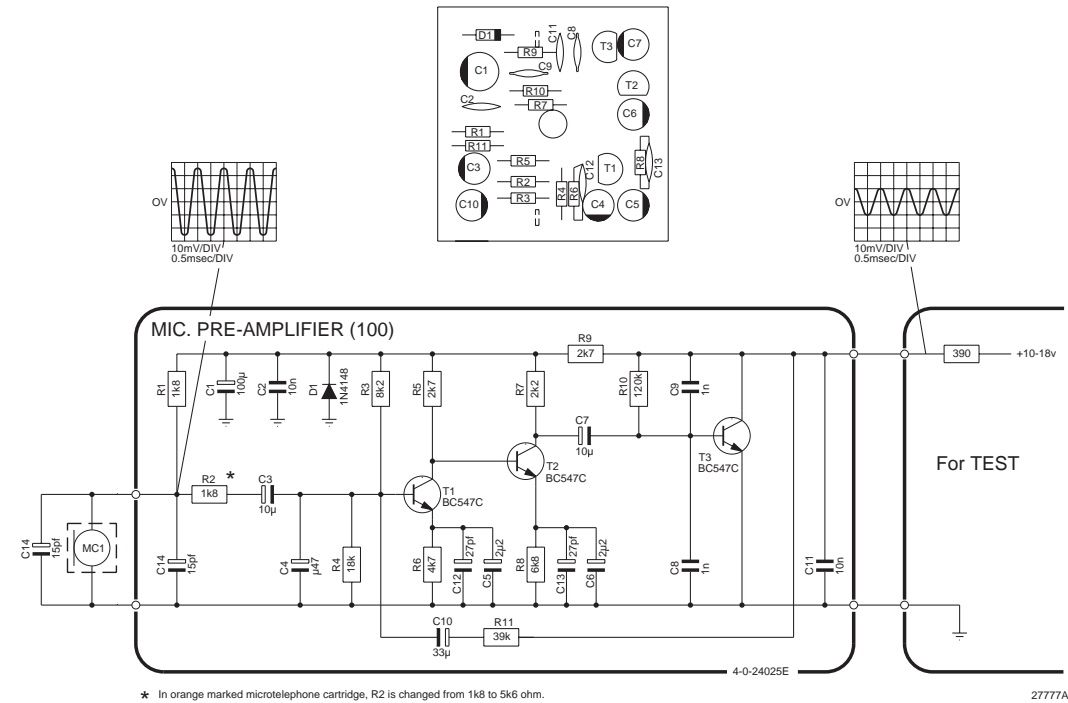 D1
C11
C8
T3
C7
R9
C1
C9
T2
C2
R10
R7
C6
R1
R11
C3
R5
C12
T1
R8
C13
R2
R4
R6
C10
R3
C4
C5
OV
10mV/DIV
0.5msec/DIV
OV
10mV/DIV
0.5msec/DIV
MIC. PRE-AMPLIFIER (100)
R9
2k7
390
+10-18v
R1
1k8
C1
100µ
C2
10n
D1
1N4148
R3
8k2
R5
2k7
R7
2k2
R10
120k
C9
1n
C7
10µ
T3
BC547C
T2
BC547C
For TEST
R2 *
1k8
C3
10µ
T1
BC547C
C14
15pf
MC1
C14
15pf
C4
µ47
R4
18k
R6
4k7
C12
27pf
C5
2µ2
R8
6k8
C13
27pf
C6
2µ2
C8
1n
C11
10n
C10
33µ
R11
39k
4-0-24025E
* In orange marked microtelephone cartridge, R2 is changed from 1k8 to 5k6 ohm.
27777A